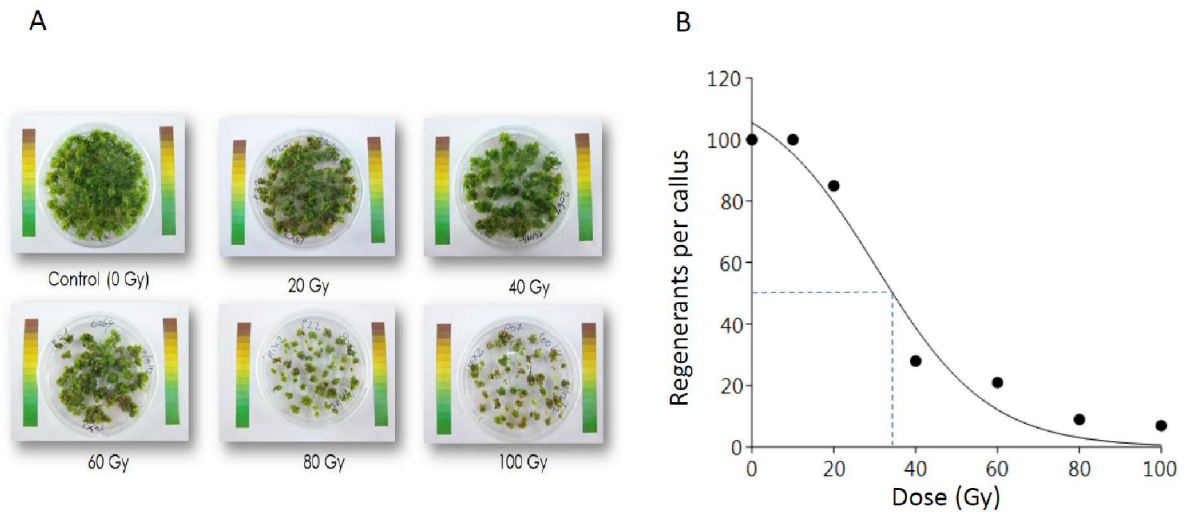 A
Control (0 Gy)
20 Gy
40 Gy
60 Gy
80 Gy
100 Gy
B
Regenerants per callus
120
100
80
60
40
20
0
0 20 40 60 80 100
Dose (Gy)